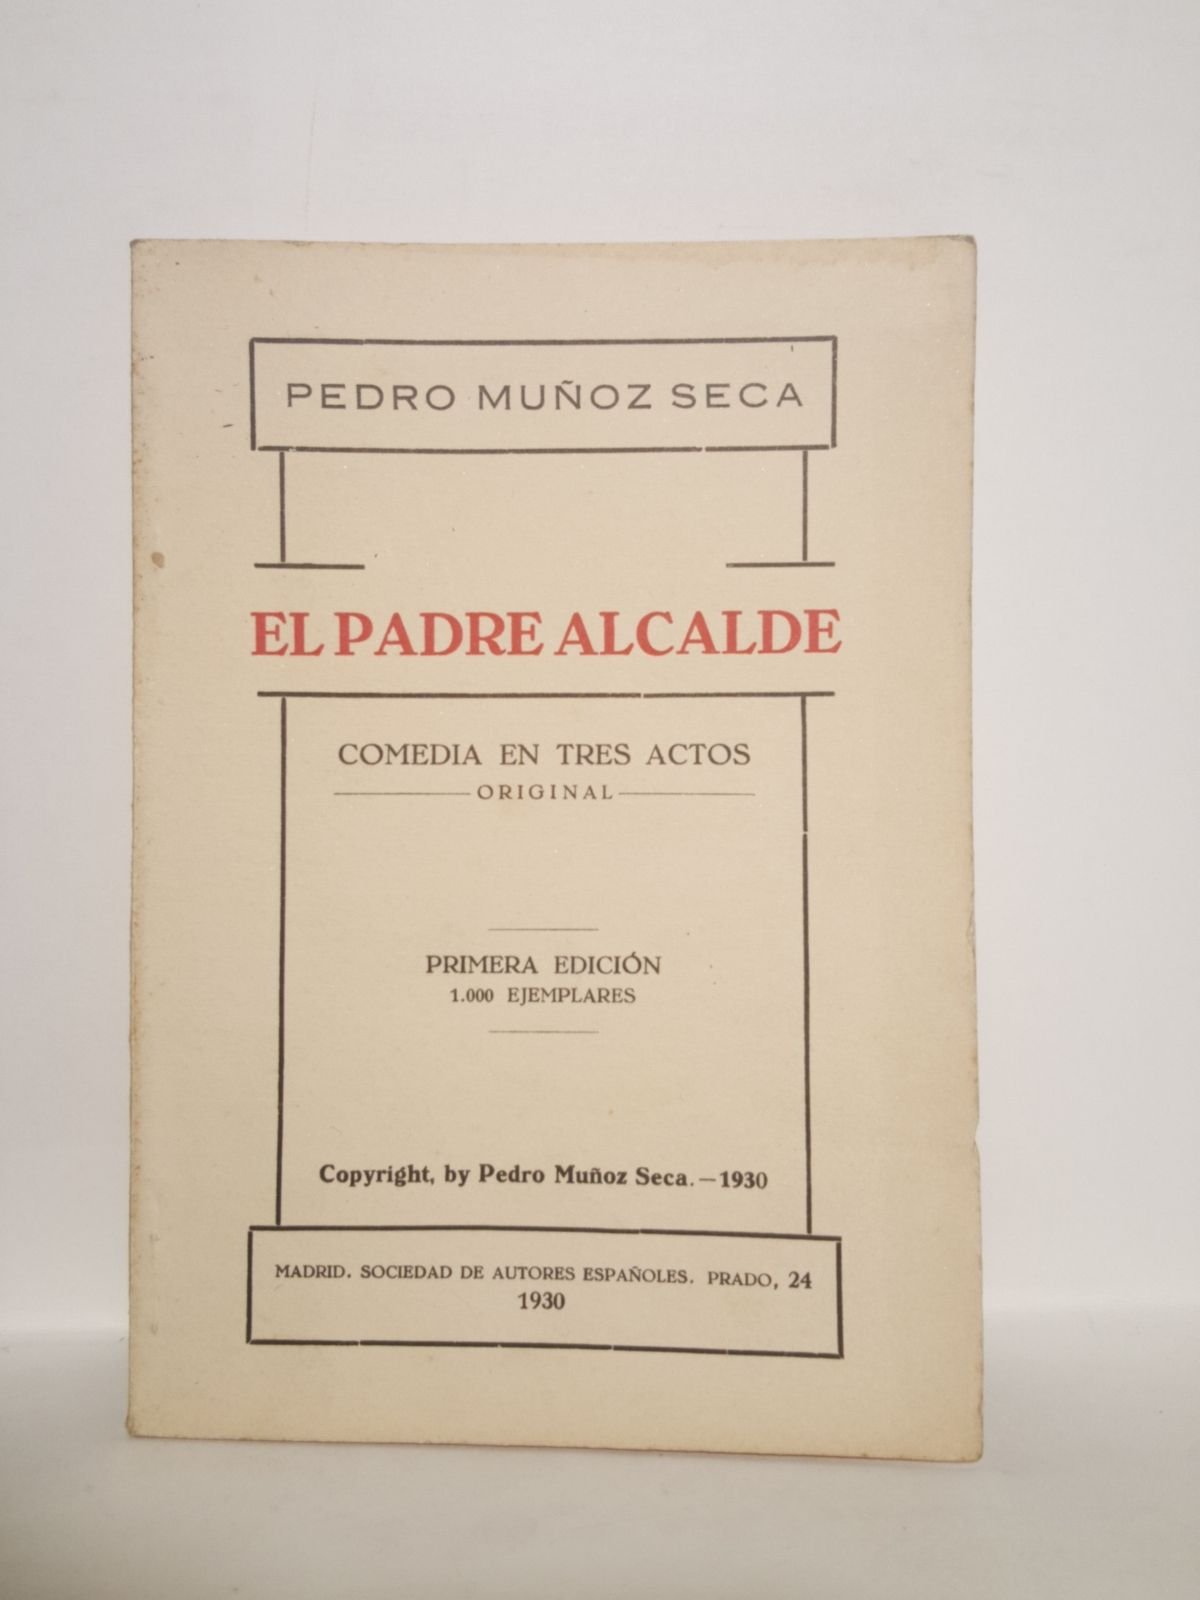 PEDRO MUÑOZ SECA
EL PADRE ALCALDE
COMEDIA EN TRES ACTOS
ORIGINAL
PRIMERA EDICIÓN
1.000 EJEMPLARES
Copyright, by Pedro Muñoz Seca.—1930
MADRID. SOCIEDAD DE AUTORES ESPAÑOLES. PRADO, 24
1930